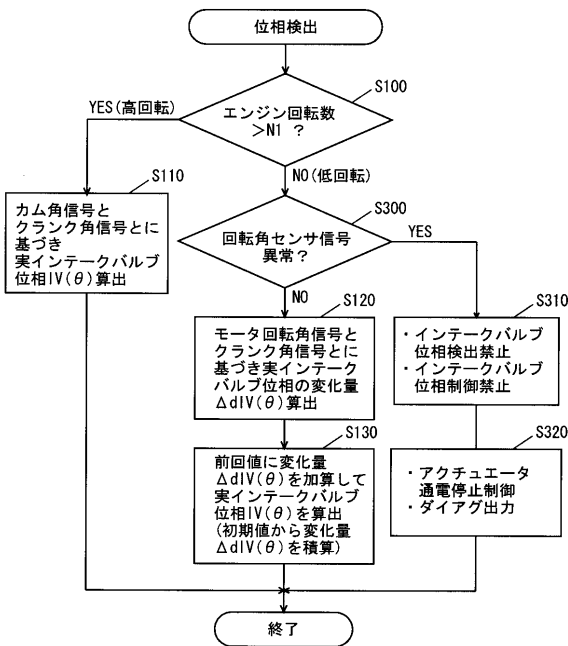 位相検出
S100
エンジン回転数
>N1 ?
YES(高回転)
NO(低回転)
S110
カム角信号と
クランク角信号とに
基づき
実インテークバルブ
位相IV(θ)算出
S300
回転角センサ信号
異常?
YES
NO
S120
モータ回転角信号と
クランク角信号とに
基づき実インテーク
バルブ位相の変化量
ΔdIV(θ)算出
S310
・インテークバルブ
位相検出禁止
・インテークバルブ
位相制御禁止
S130
前回値に変化量
ΔdIV(θ)を加算して
実インテークバルブ
位相IV(θ)を算出
(初期値から変化量
ΔdIV(θ)を積算)
S320
・アクチュエータ
通電停止制御
・ダイアグ出力
終了